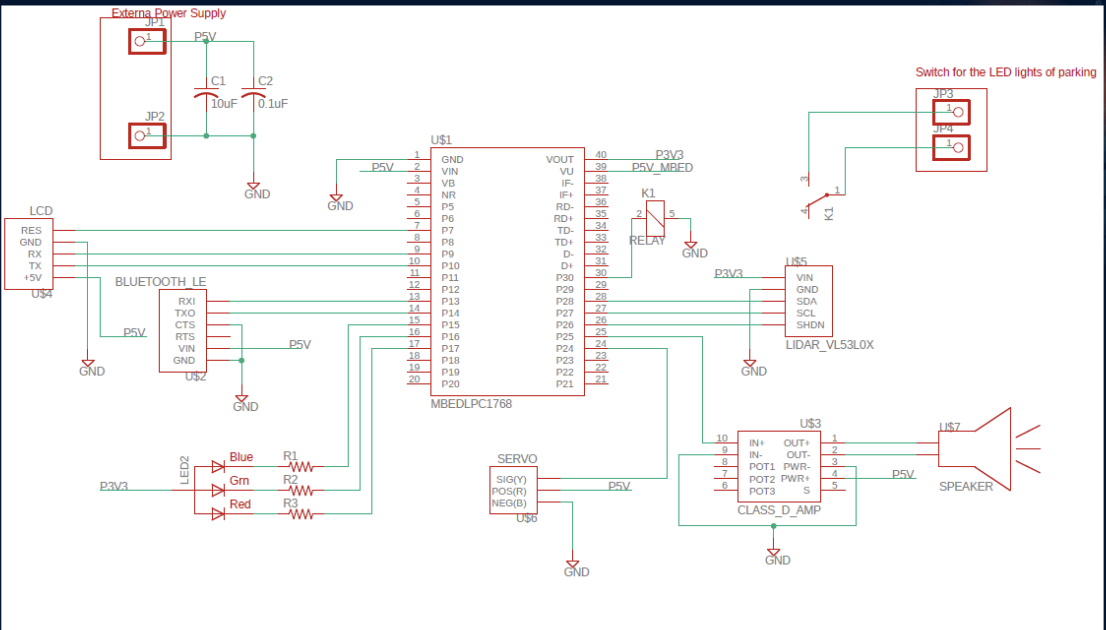 Externa Power Supply
JP1
1
P5V
C1
10uF
C2
0.1uF
JP2
1
GND
Switch for the LED lights of parking
JP3
1
JP4
1
3
1
4
K1
U$1
1 GND
2 VIN
3 VB
4 NR
5 P5
6 P6
7 P7
8 P8
9 P9
10 P10
11 P11
12 P12
13 P13
14 P14
15 P15
16 P16
17 P17
18 P18
19 P19
20 P20
VOUT 40
VU 39
IF- 38
IF+ 37
RD- 36
RD+ 35
TD- 34
TD+ 33
D- 32
D+ 31
P30 30
P29 29
P28 28
P27 27
P26 26
P25 25
P24 24
P23 23
P22 22
P21 21
MBEDLPC1768
P5V
GND
P3V3
P5V_MBED
K1
2
5
RELAY
GND
LCD
RES
GND
RX
TX
+5V
U$4
P5V
GND
BLUETOOTH_LE
RXI
TXO
CTS
RTS
VIN
GND
U$2
P5V
GND
U$5
P3V3
VIN
GND
SDA
SCL
SHDN
LIDAR_VL53L0X
GND
LED2
P3V3
Blue
Grn
Red
R1
R2
R3
SERVO
SIG(Y)
POS(R)
NEG(B)
U$6
P5V
GND
U$3
10 IN+
9 IN-
8 POT1
7 POT2
6 POT3
OUT+ 1
OUT- 2
PWR- 3
PWR+ 4
S 5
CLASS_D_AMP
P5V
GND
U$7
SPEAKER